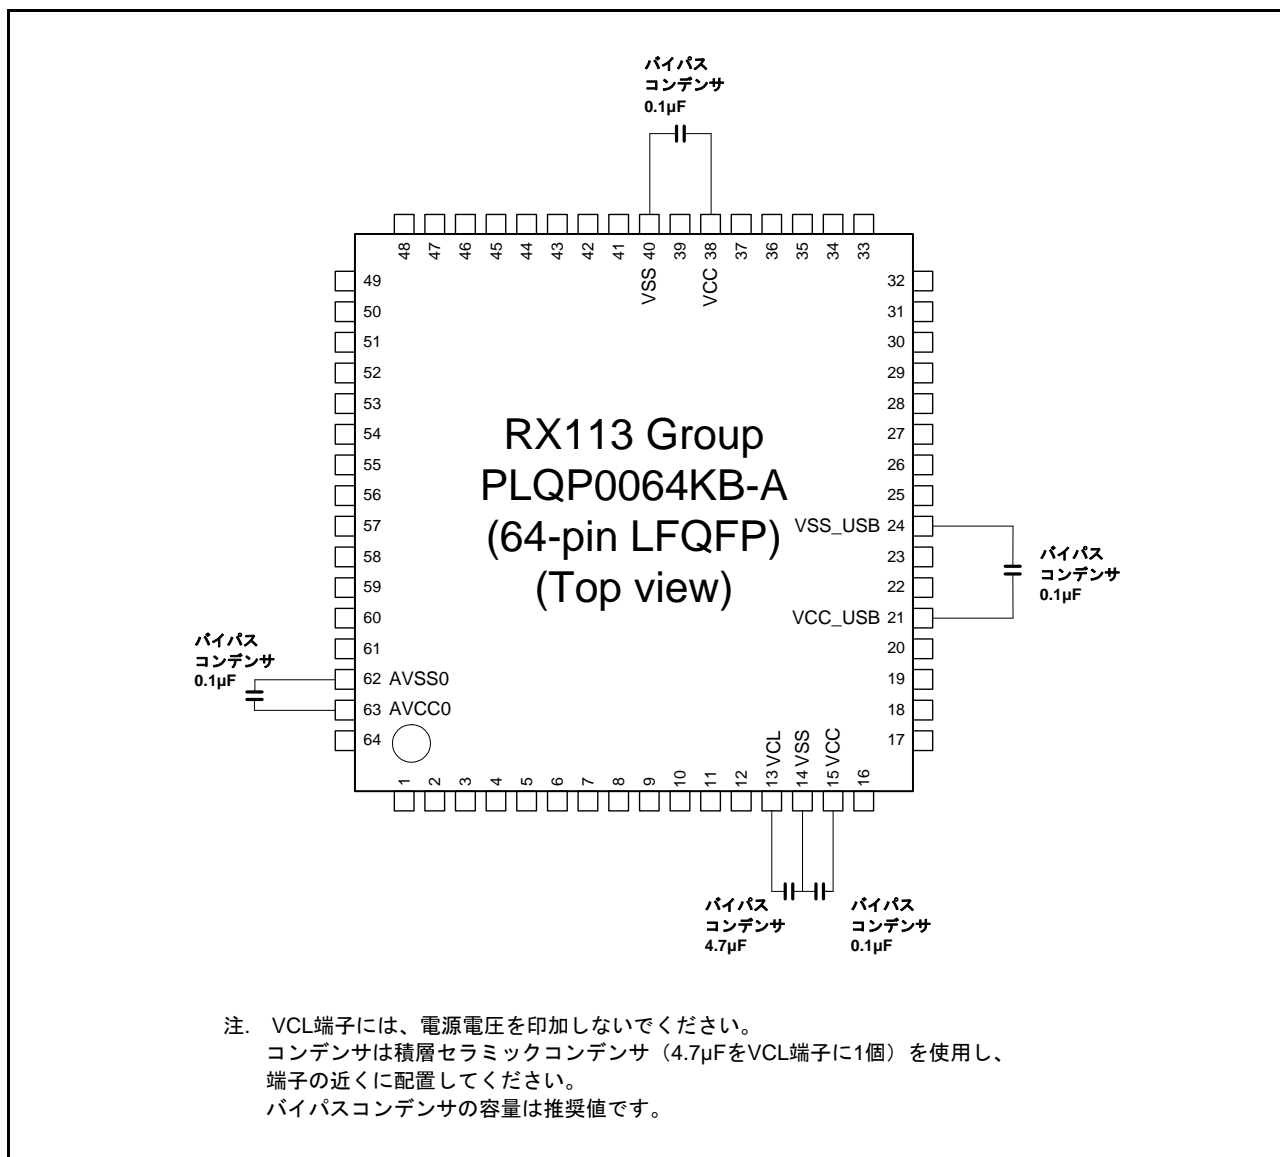 バイパス
コンデンサ
0.1µF
48 47 46 45 44 43 42 41 40 39 38 37 36 35 34 33
VSS
VCC
49
50
51
52
53
54
55
56
57
58
59
60
61
62 AVSS0
63 AVCC0
64
32
31
30
29
28
27
26
25
VSS_USB 24
23
22
VCC_USB 21
20
19
18
17
RX113 Group
PLQP0064KB-A
(64-pin LFQFP)
(Top view)
バイパス
コンデンサ
0.1µF
バイパス
コンデンサ
0.1µF
1 2 3 4 5 6 7 8 9 10 11 12 13 VCL 14 VSS 15 VCC 16
バイパス
コンデンサ
4.7µF
バイパス
コンデンサ
0.1µF
注. VCL端子には、電源電圧を印加しないでください。
コンデンサは積層セラミックコンデンサ（4.7µFをVCL端子に1個）を使用し、
端子の近くに配置してください。
バイパスコンデンサの容量は推奨値です。